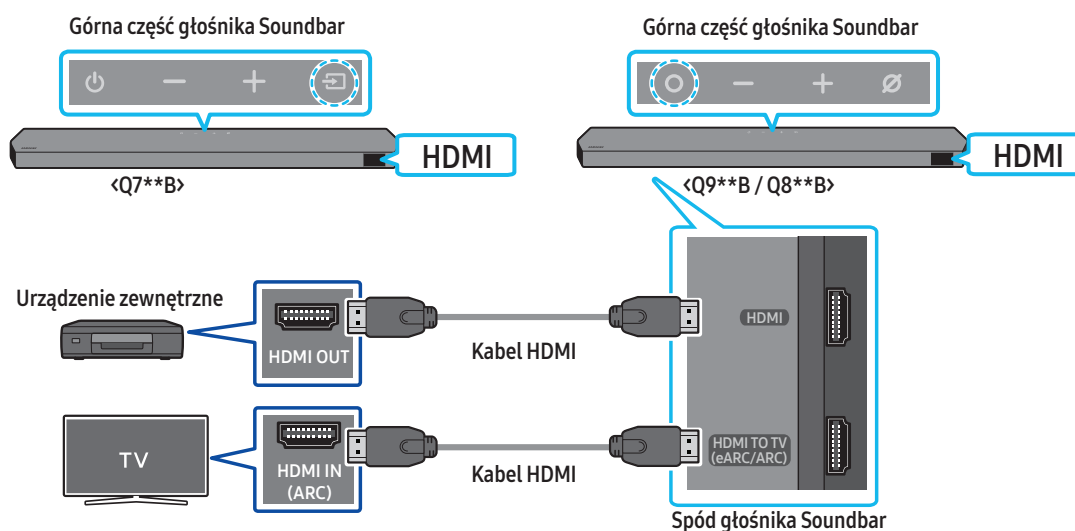 Górna część głośnika Soundbar
HDMI
<Q7**B>
Górna część głośnika Soundbar
HDMI
<Q9**B / Q8**B>
Urządzenie zewnętrzne
HDMI OUT
Kabel HDMI
HDMI
TV
HDMI IN
(ARC)
Kabel HDMI
HDMI TO TV
(eARC/ARC)
Spód głośnika Soundbar